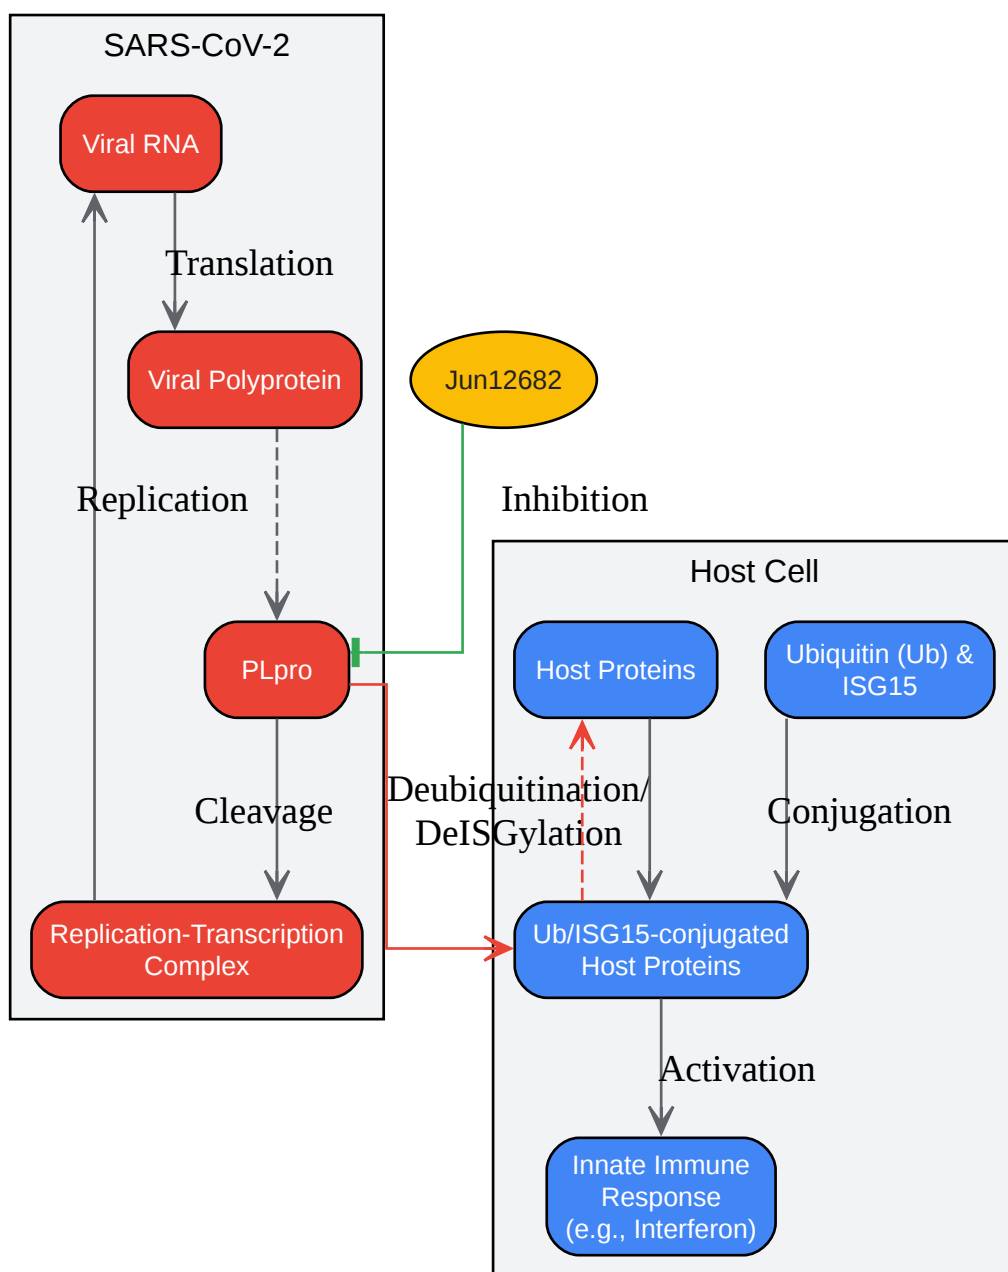 SARS-CoV-2
Viral RNA
Translation
Viral Polyprotein
Jun12682
Replication
Inhibition
Host Cell
PLpro
Host Proteins
Ubiquitin (Ub) &
ISG15
Cleavage
Deubiquitination/
DeISGylation
Conjugation
Replication-Transcription
Complex
Ub/ISG15-conjugated
Host Proteins
Activation
Innate Immune
Response
(e.g., Interferon)